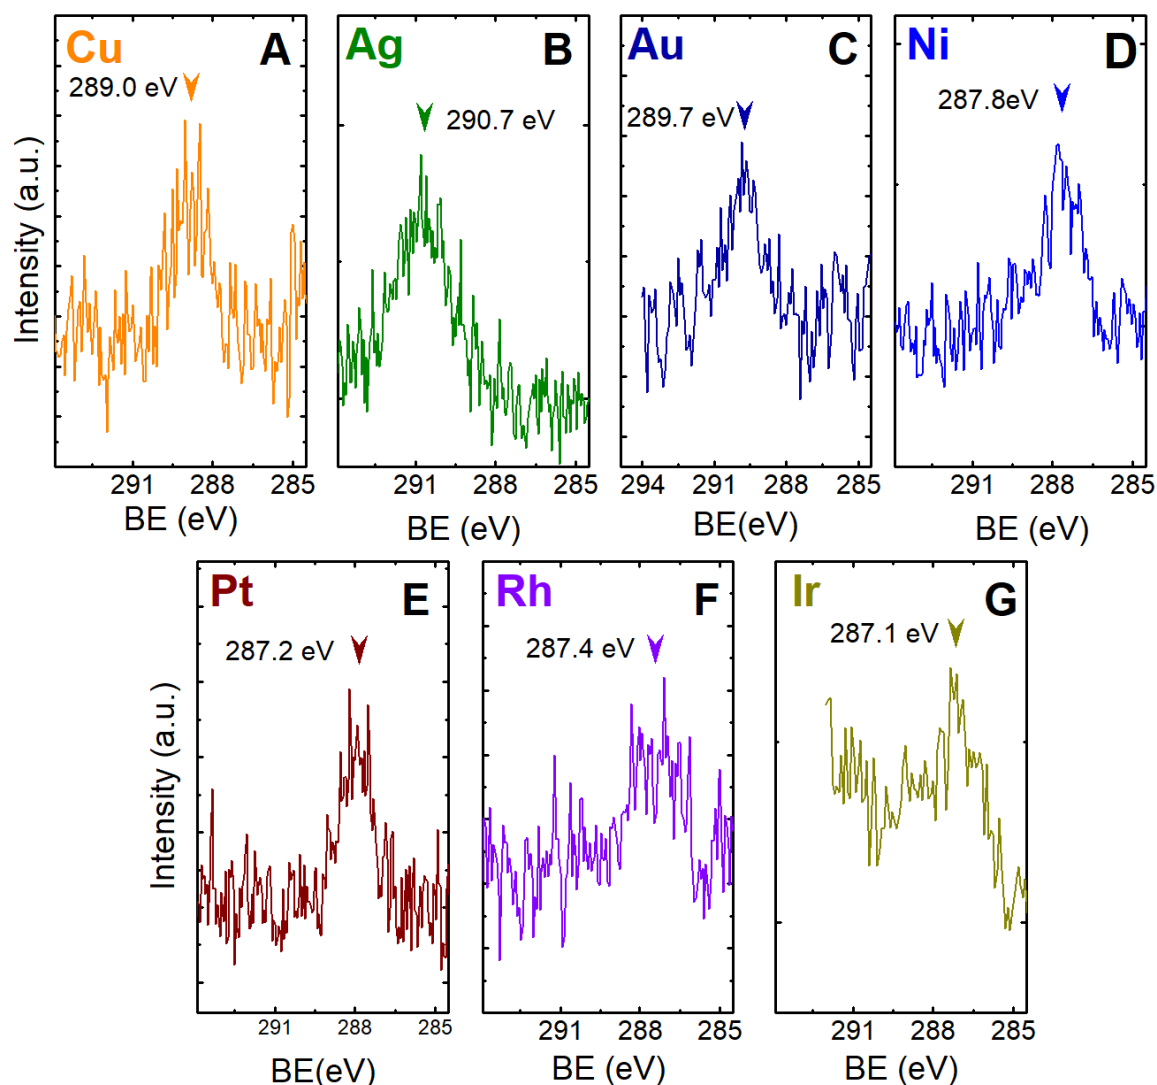 Cu A
289.0 eV
Ag B
290.7 eV
Au C
289.7 eV
Ni D
287.8eV
Intensity (a.u.)
291 288 285
291 288 285
294 291 288 285
291 288 285
BE (eV)
BE (eV)
BE(eV)
BE (eV)
Pt E
287.2 eV
Rh F
287.4 eV
Ir G
287.1 eV
Intensity (a.u.)
291 288 285
291 288 285
291 288 285
BE(eV)
BE (eV)
BE (eV)